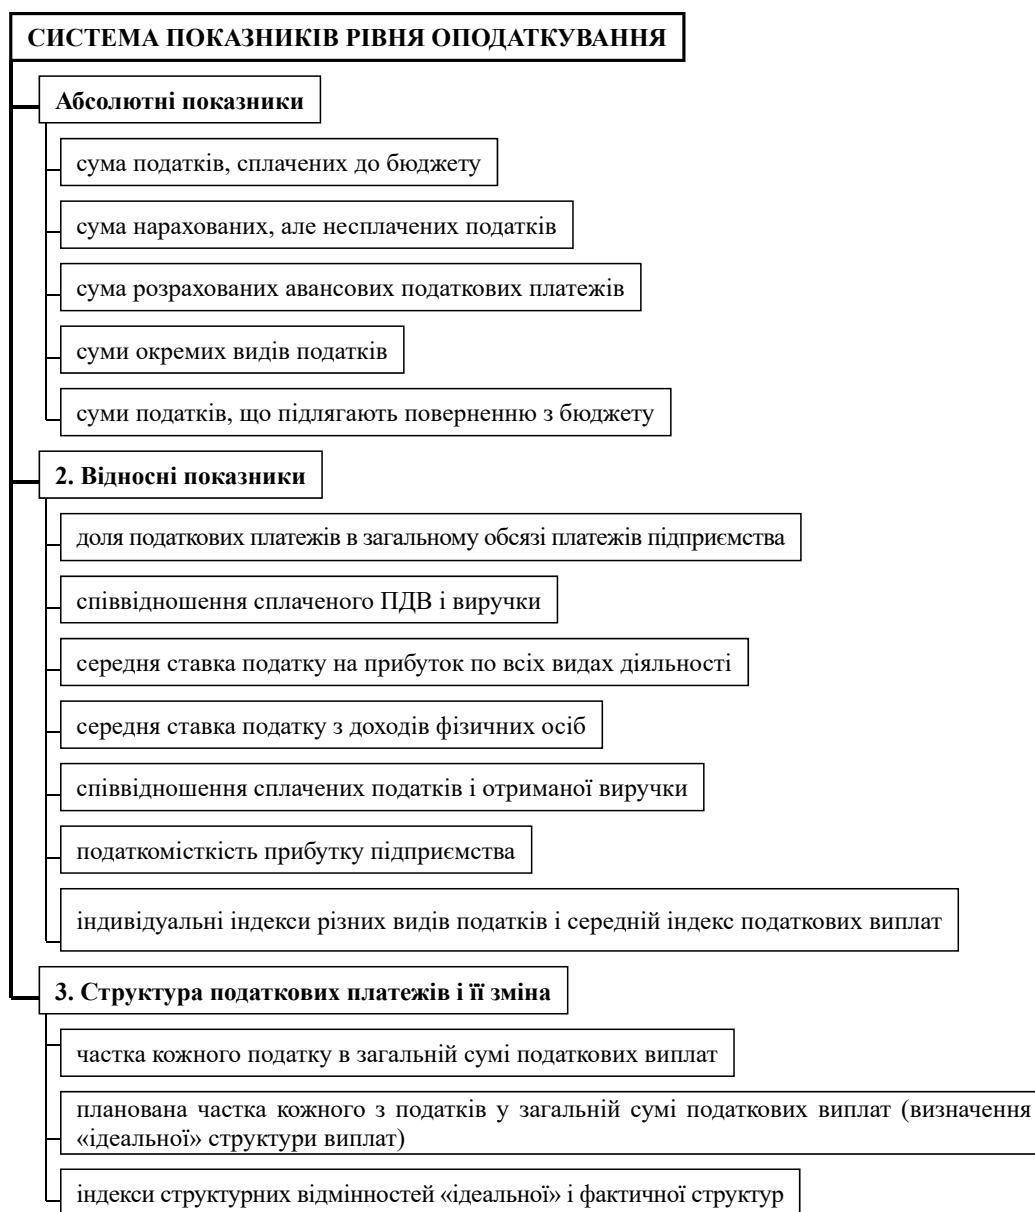 СИСТЕМА ПОКАЗНИКІВ РІВНЯ ОПОДАТКУВАННЯ
Абсолютні показники
сума податків, сплачених до бюджету
сума нарахованих, але несплачених податків
сума розрахованих авансових податкових платежів
суми окремих видів податків
суми податків, що підлягають поверненню з бюджету
2. Відносні показники
доля податкових платежів в загальному обсязі платежів підприємства
співвідношення сплаченого ПДВ і виручки
середня ставка податку на прибуток по всіх видах діяльності
середня ставка податку з доходів фізичних осіб
співвідношення сплачених податків і отриманої виручки
податкомісткість прибутку підприємства
індивідуальні індекси різних видів податків і середній індекс податкових виплат
3. Структура податкових платежів і її зміна
частка кожного податку в загальній сумі податкових виплат
планована частка кожного з податків у загальній сумі податкових виплат (визначення
«ідеальної» структури виплат)
індекси структурних відмінностей «ідеальної» і фактичної структур